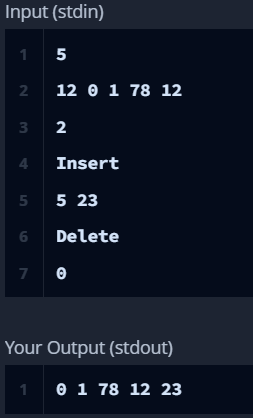 Input (stdin)
1 5
2 12 0 1 78 12
3 2
4 Insert
5 5 23
6 Delete
7 0
Your Output (stdout)
1 0 1 78 12 23